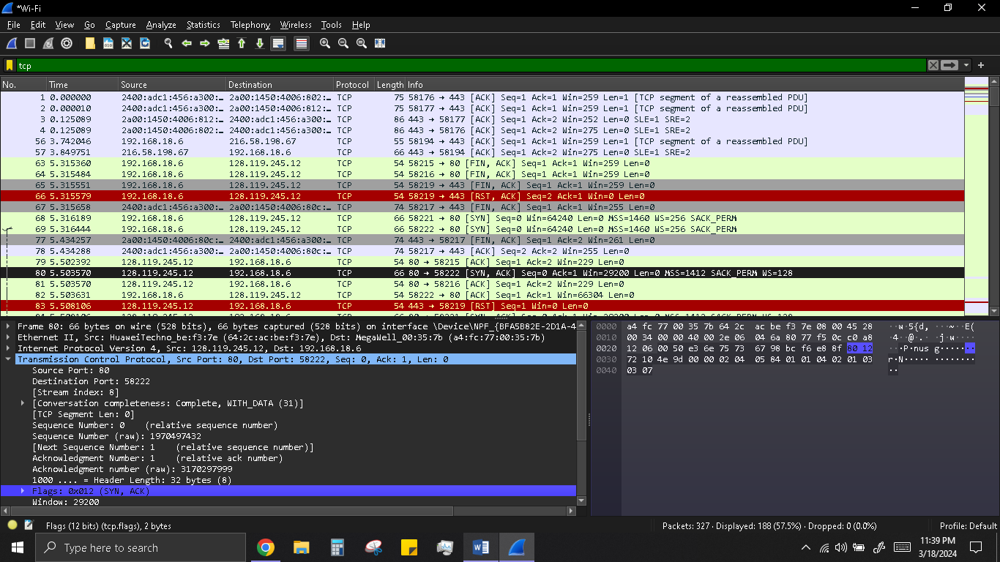 *Wi-Fi
File Edit View Go Capture Analyze Statistics Telephony Wireless Tools Help
tcp
No. Time Source Destination Protocol Length Info
1 0.000000 2400:adc1:456:a300:… 2a00:1450:4006:802:… TCP 75 58176 → 443 [ACK] Seq=1 Ack=1 Win=259 Len=1 [TCP segment of a reassembled PDU]
2 0.000010 2400:adc1:456:a300:… 2a00:1450:4006:812:… TCP 75 58177 → 443 [ACK] Seq=1 Ack=1 Win=259 Len=1 [TCP segment of a reassembled PDU]
3 0.125089 2a00:1450:4006:812:… 2400:adc1:456:a300:… TCP 86 443 → 58177 [ACK] Seq=1 Ack=2 Win=252 Len=0 SLE=1 SRE=2
4 0.125089 2a00:1450:4006:802:… 2400:adc1:456:a300:… TCP 86 443 → 58176 [ACK] Seq=1 Ack=2 Win=275 Len=0 SLE=1 SRE=2
56 3.742046 192.168.18.6 216.58.198.67 TCP 55 58194 → 443 [ACK] Seq=1 Ack=1 Win=259 Len=1 [TCP segment of a reassembled PDU]
57 3.849751 216.58.198.67 192.168.18.6 TCP 66 443 → 58194 [ACK] Seq=1 Ack=2 Win=275 Len=0 SLE=1 SRE=2
63 5.315360 192.168.18.6 128.119.245.12 TCP 54 58215 → 80 [FIN, ACK] Seq=1 Ack=1 Win=259 Len=0
64 5.315484 192.168.18.6 128.119.245.12 TCP 54 58216 → 80 [FIN, ACK] Seq=1 Ack=1 Win=259 Len=0
65 5.315551 192.168.18.6 128.119.245.12 TCP 54 58219 → 443 [FIN, ACK] Seq=1 Ack=1 Win=259 Len=0
66 5.315579 192.168.18.6 128.119.245.12 TCP 54 58219 → 443 [RST, ACK] Seq=2 Ack=1 Win=0 Len=0
67 5.315658 2400:adc1:456:a300:… 2a00:1450:4006:80c:… TCP 74 58217 → 443 [FIN, ACK] Seq=1 Ack=1 Win=255 Len=0
68 5.316189 192.168.18.6 128.119.245.12 TCP 66 58221 → 80 [SYN] Seq=0 Win=64240 Len=0 MSS=1460 WS=256 SACK_PERM
69 5.316444 192.168.18.6 128.119.245.12 TCP 66 58222 → 80 [SYN] Seq=0 Win=64240 Len=0 MSS=1460 WS=256 SACK_PERM
77 5.434257 2a00:1450:4006:80c:… 2400:adc1:456:a300:… TCP 74 443 → 58217 [FIN, ACK] Seq=1 Ack=2 Win=261 Len=0
78 5.434288 2400:adc1:456:a300:… 2a00:1450:4006:80c:… TCP 74 58217 → 443 [ACK] Seq=2 Ack=2 Win=255 Len=0
79 5.502392 128.119.245.12 192.168.18.6 TCP 54 80 → 58215 [ACK] Seq=1 Ack=2 Win=229 Len=0
80 5.503570 128.119.245.12 192.168.18.6 TCP 66 80 → 58222 [SYN, ACK] Seq=0 Ack=1 Win=29200 Len=0 MSS=1412 SACK_PERM WS=128
81 5.503570 128.119.245.12 192.168.18.6 TCP 54 80 → 58216 [ACK] Seq=1 Ack=2 Win=229 Len=0
82 5.503631 192.168.18.6 128.119.245.12 TCP 54 58222 → 80 [ACK] Seq=1 Ack=1 Win=66304 Len=0
83 5.508106 128.119.245.12 192.168.18.6 TCP 54 443 → 58219 [RST] Seq=1 Win=0 Len=0
Frame 80: 66 bytes on wire (528 bits), 66 bytes captured (528 bits) on interface \Device\NPF_{BFA5B82E-2D1A-4
Ethernet II, Src: HuaweiTechno_be:f3:7e (64:2c:ac:be:f3:7e), Dst: MegaWell_00:35:7b (a4:fc:77:00:35:7b)
Internet Protocol Version 4, Src: 128.119.245.12, Dst: 192.168.18.6
Transmission Control Protocol, Src Port: 80, Dst Port: 58222, Seq: 0, Ack: 1, Len: 0
Source Port: 80
Destination Port: 58222
[Stream index: 8]
[Conversation completeness: Complete, WITH_DATA (31)]
[TCP Segment Len: 0]
Sequence Number: 0 (relative sequence number)
Sequence Number (raw): 1970497432
[Next Sequence Number: 1 (relative sequence number)]
Acknowledgment Number: 1 (relative ack number)
Acknowledgment number (raw): 3170297999
1000 .... = Header Length: 32 bytes (8)
Flags: 0x012 (SYN, ACK)
Window: 29200
0000 a4 fc 77 00 35 7b 64 2c ac be f3 7e 08 00 45 28 ··w·5{d, ···~··E(
0010 00 34 00 00 40 00 2e 06 04 6a 80 77 f5 0c c0 a8 ·4··@·.· ·j·w····
0020 12 06 00 50 e3 6e 75 73 67 98 bc f6 e8 8f 80 12 ···P·nus g·······
0030 72 10 4e 9d 00 00 02 04 05 84 01 01 04 02 01 03 r·N····· ········
0040 03 07 ··
Flags (12 bits) (tcp.flags), 2 bytes
Packets: 327 · Displayed: 188 (57.5%) · Dropped: 0 (0.0%)
Profile: Default
Type here to search
11:39 PM
3/18/2024